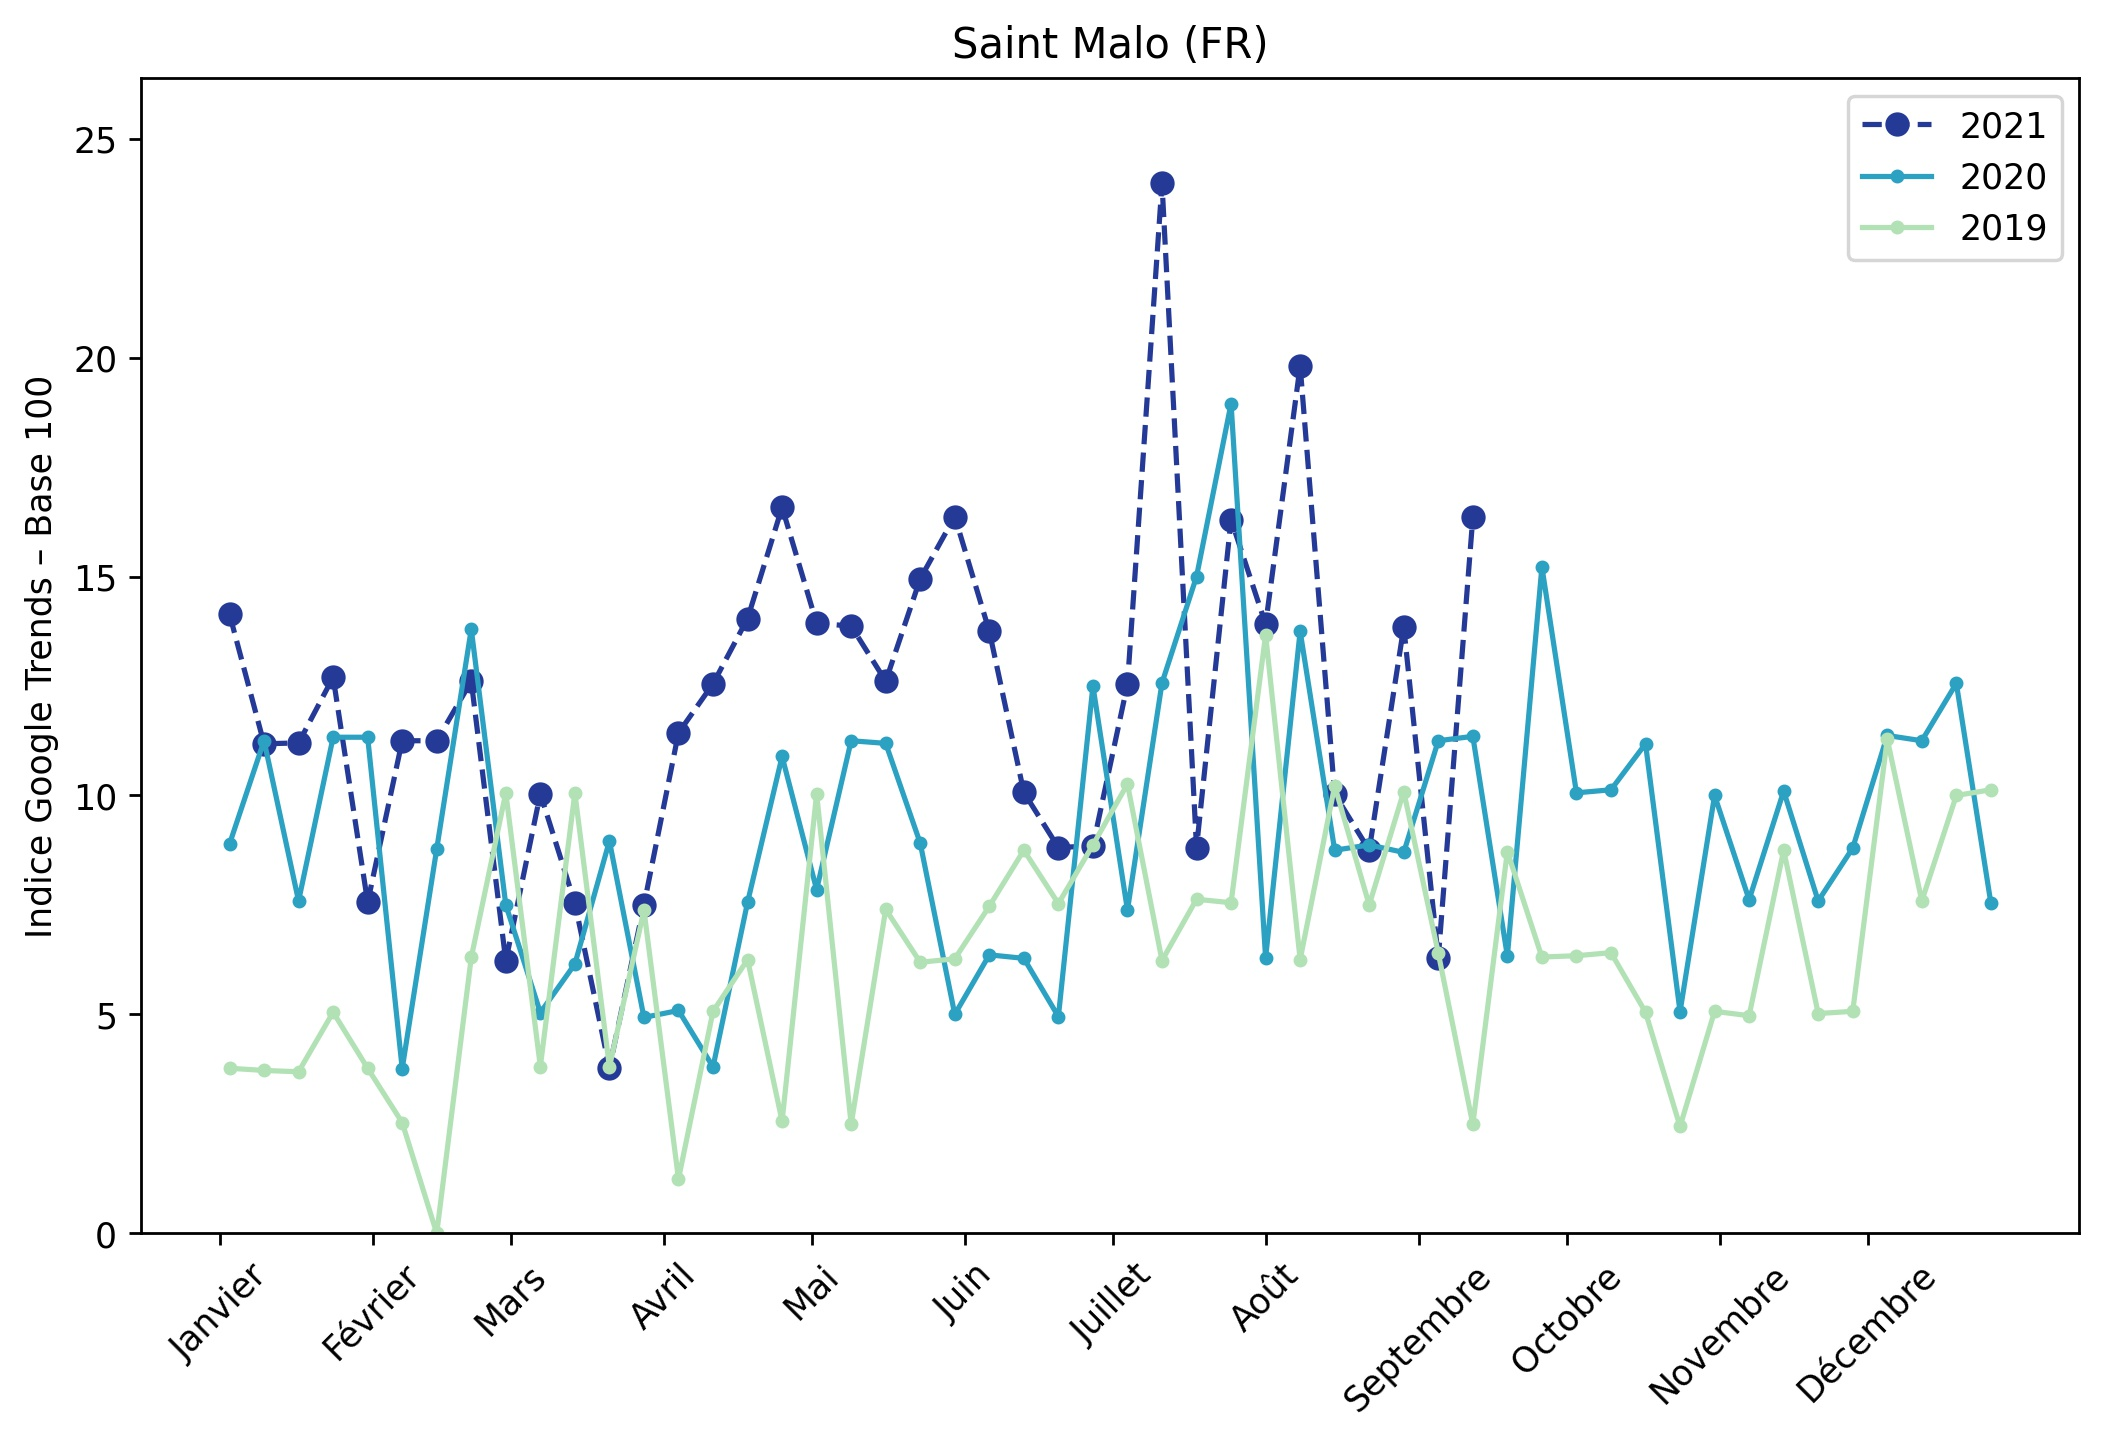 Saint Malo (FR)
2021
2020
2019
Indice Google Trends – Base 100
25
20
15
10
5
0
Janvier
Février
Mars
Avril
Mai
Juin
Juillet
Août
Septembre
Octobre
Novembre
Décembre